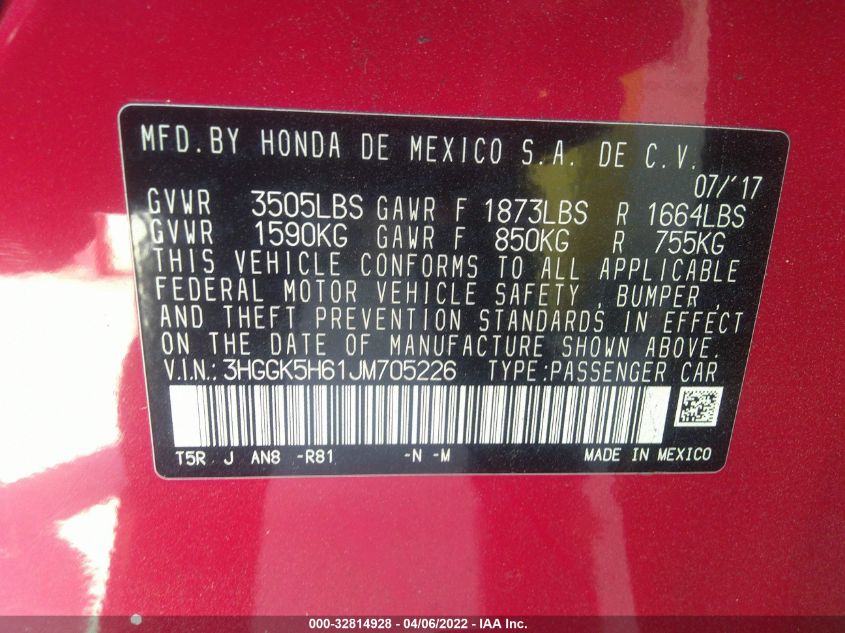 MFD.BY HONDA DE MEXICO S.A. DE C.V.
07/'17
GVWR 3505LBS GAWR F 1873LBS R 1664LBS
GVWR 1590KG GAWR F 850KG R 755KG
THIS VEHICLE CONFORMS TO ALL APPLICABLE
FEDERAL MOTOR VEHICLE SAFETY, BUMPER,
AND THEFT PREVENTION STANDARDS IN EFFECT
ON THE DATE OF MANUFACTURE SHOWN ABOVE.
V.I.N.: 3HGGK5H61JM705226 TYPE:PASSENGER CAR
T5R J AN8 -R81 -N -M MADE IN MEXICO
000-32814928 - 04/06/2022 - IAA Inc.